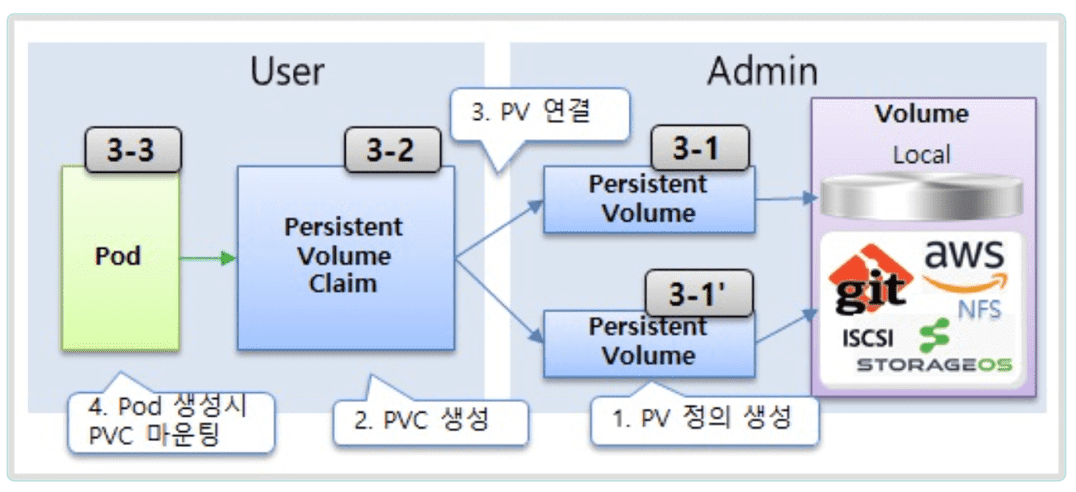 User
Admin
3. PV 연결
Volume
Local
3-3
3-2
3-1
Persistent
Volume
Pod
Persistent
Volume
Claim
3-1'
Persistent
Volume
git
aws
NFS
ISCSI
STORAGEOS
4. Pod 생성시
PVC 마운팅
2. PVC 생성
1. PV 정의 생성